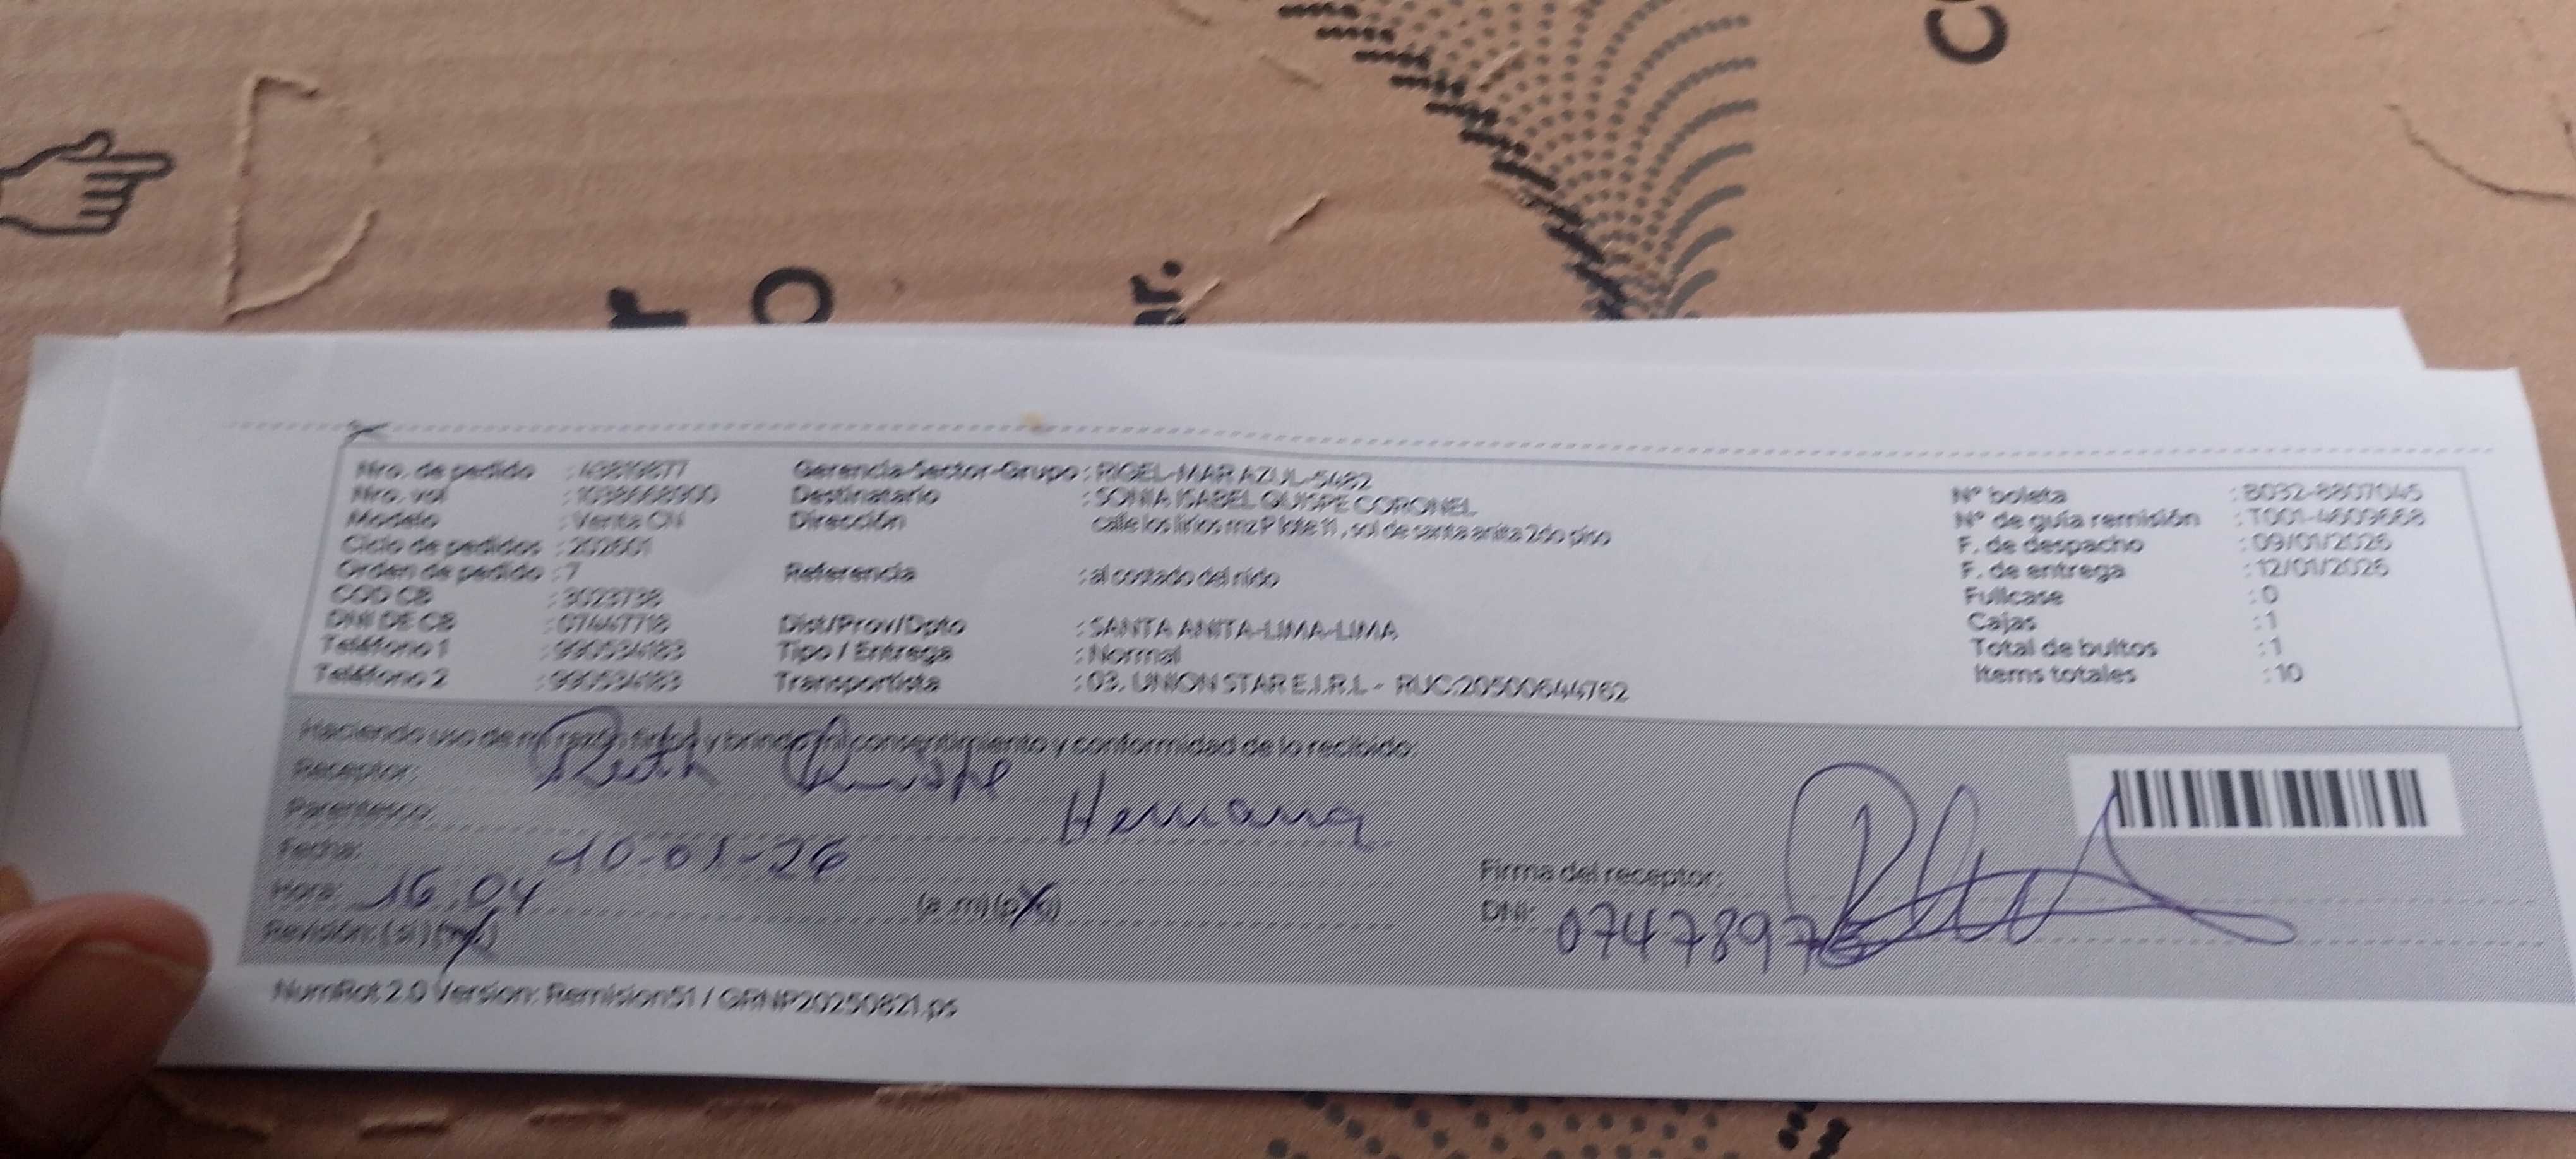 co
r
o
ar.
Nro. de pedido : 43819877
Nro. vol : 1038668900
Modelo : Venta CN
Ciclo de pedidos : 202601
Orden de pedido : 7
COD CB : 3023738
DNI DE CB : 07447718
Teléfono 1 : 990534183
Teléfono 2 : 990534183
Gerencia-Sector-Grupo : RIGEL-MAR AZUL-5482
Destinatario : SONIA ISABEL QUISPE CORONEL
Dirección calle los lirios mz P lote 11 , sol de santa anita 2do piso
Referencia : al costado del nido
Dist/Prov/Dpto : SANTA ANITA-LIMA-LIMA
Tipo / Entrega : Normal
Transportista : 03. UNION STAR E.I.R.L - RUC:20500644762
N° boleta : B032-8807045
N° de guía remisión : T001-4609668
F. de despacho : 09/01/2026
F. de entrega : 12/01/2026
Fullcase : 0
Cajas : 1
Total de bultos : 1
Items totales : 10
Haciendo uso de mi razón firmo y brindo mi consentimiento y conformidad de lo recibido:
Receptor: Ruth Quispe
Parentesco: Hermana
Fecha: 10-01-26
Hora: 16:04 (a.m) (p.m)
Revisión: (si) (no)
Firma del receptor:
DNI: 07478976
NumRot 2.0 Version: Remision51 / GRNP20250821.ps